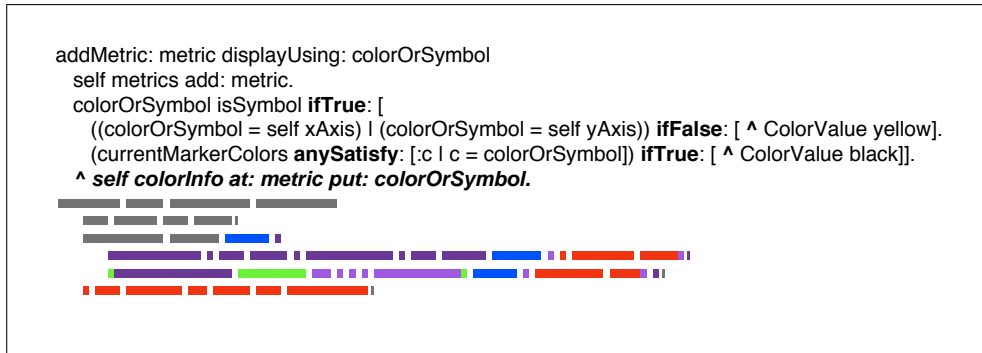 addMetric: metric displayUsing: colorOrSymbol
self metrics add: metric.
colorOrSymbol isSymbol ifTrue: [
((colorOrSymbol = self xAxis) | (colorOrSymbol = self yAxis)) ifFalse: [ ^ ColorValue yellow].
(currentMarkerColors anySatisfy: [:c | c = colorOrSymbol]) ifTrue: [ ^ ColorValue black]].
^ self colorInfo at: metric put: colorOrSymbol.